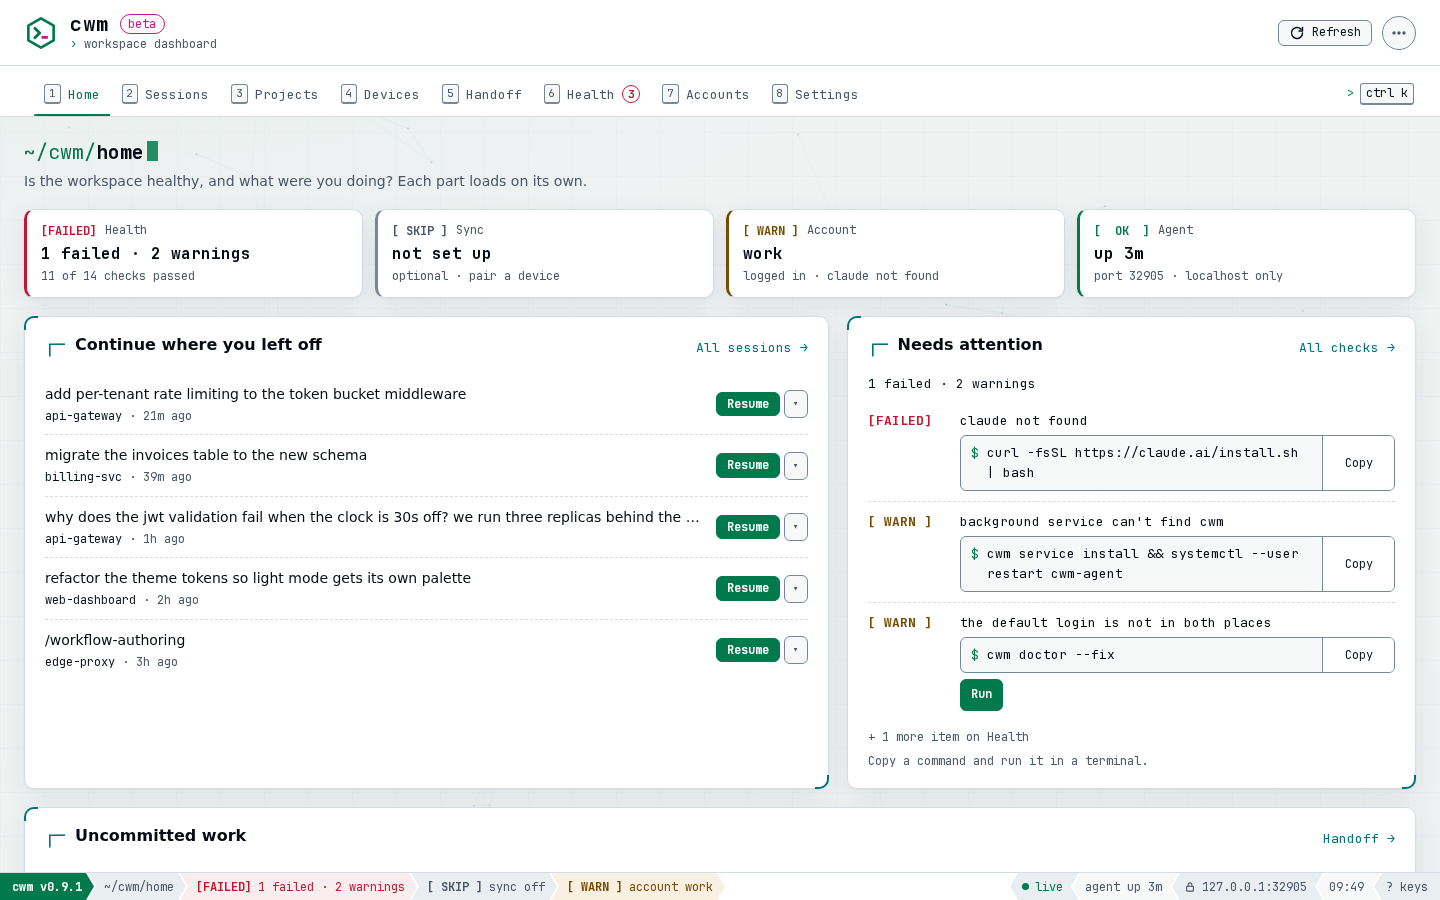 cwm beta
› workspace dashboard
Refresh
1 Home
2 Sessions
3 Projects
4 Devices
5 Handoff
6 Health 3
7 Accounts
8 Settings
> ctrl k
~/cwm/home
Is the workspace healthy, and what were you doing? Each part loads on its own.
[FAILED] Health
1 failed · 2 warnings
11 of 14 checks passed
[ SKIP ] Sync
not set up
optional · pair a device
[ WARN ] Account
work
logged in · claude not found
[  OK  ] Agent
up 3m
port 32905 · localhost only
Continue where you left off
All sessions →
add per-tenant rate limiting to the token bucket middleware
api-gateway · 21m ago
Resume
migrate the invoices table to the new schema
billing-svc · 39m ago
Resume
why does the jwt validation fail when the clock is 30s off? we run three replicas behind the …
api-gateway · 1h ago
Resume
refactor the theme tokens so light mode gets its own palette
web-dashboard · 2h ago
Resume
/workflow-authoring
edge-proxy · 3h ago
Resume
Needs attention
All checks →
1 failed · 2 warnings
[FAILED] claude not found
$ curl -fsSL https://claude.ai/install.sh
| bash
Copy
[ WARN ] background service can't find cwm
$ cwm service install && systemctl --user
restart cwm-agent
Copy
[ WARN ] the default login is not in both places
$ cwm doctor --fix
Copy
Run
+ 1 more item on Health
Copy a command and run it in a terminal.
Uncommitted work
Handoff →
cwm v0.9.1
~/cwm/home
[FAILED] 1 failed · 2 warnings
[ SKIP ] sync off
[ WARN ] account work
live
agent up 3m
127.0.0.1:32905
09:49
? keys